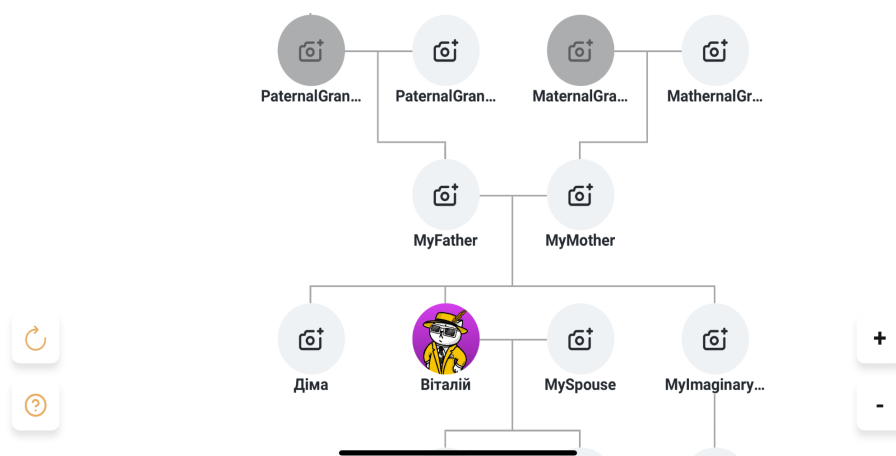 PaternalGran... PaternalGran... MaternalGra... MathernalGr...
MyFather MyMother
Діма Віталій MySpouse MyImaginary...
+
-
?